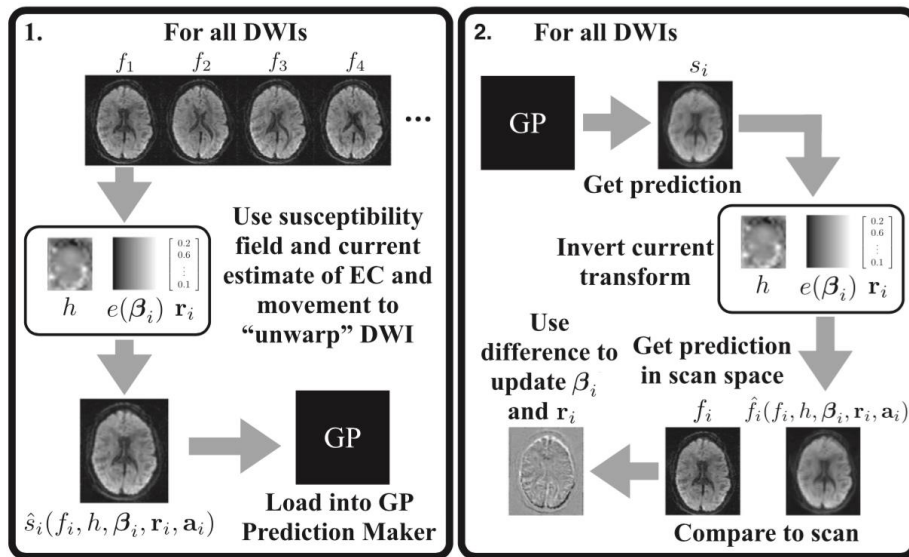 1. For all DWIs
f₁ f₂ f₃ f₄
...
Use susceptibility
field and current
estimate of EC and
movement to
“unwarp” DWI
0.2
0.6
⋮
0.1
h e(β_i) r_i
GP
Load into GP
Prediction Maker
ŝ_i(f_i, h, β_i, r_i, a_i)
2. For all DWIs
s_i
GP
Get prediction
Invert current
transform
0.2
0.6
⋮
0.1
h e(β_i) r_i
Use
difference to
update β_i
and r_i
Get prediction
in scan space
f_i f̂_i(f_i, h, β_i, r_i, a_i)
Compare to scan